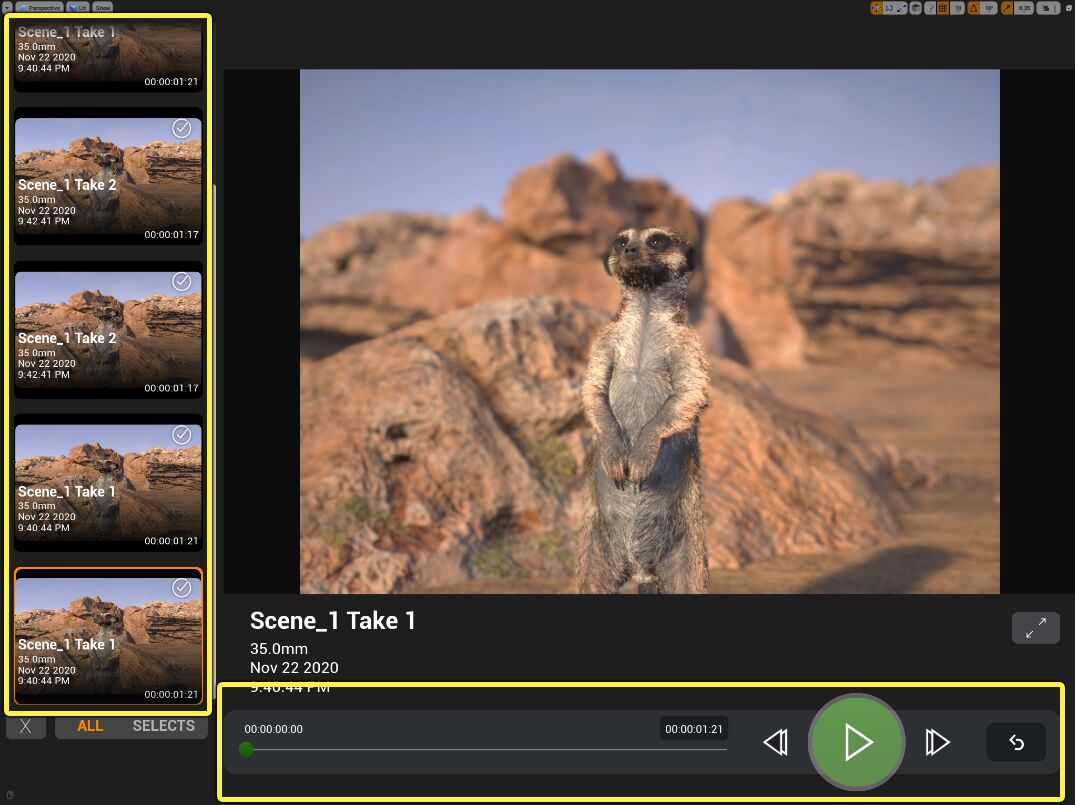 Perspective
Lit
Show
10
10°
0.25
1
Scene_1 Take 1
35.0mm
Nov 22 2020
9:40:44 PM
00:00:01:21
Scene_1 Take 2
35.0mm
Nov 22 2020
9:42:41 PM
00:00:01:17
Scene_1 Take 2
35.0mm
Nov 22 2020
9:42:41 PM
00:00:01:17
Scene_1 Take 1
35.0mm
Nov 22 2020
9:40:44 PM
00:00:01:21
Scene_1 Take 1
35.0mm
Nov 22 2020
9:40:44 PM
00:00:01:21
X
ALL
SELECTS
Scene_1 Take 1
35.0mm
Nov 22 2020
9:40:44 PM
00:00:00:00
00:00:01:21